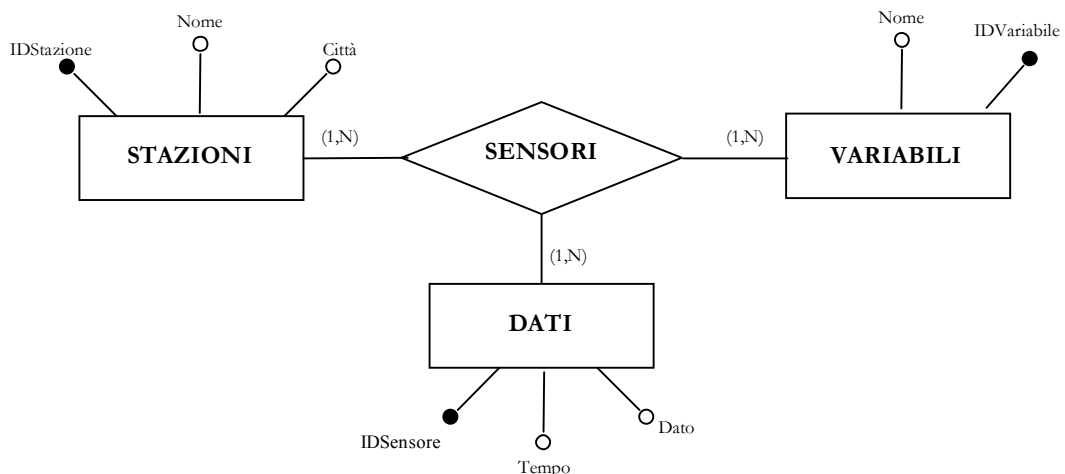 Nome
IDStazione
Città
Nome
IDVariabile
STAZIONI
(1,N)
SENSORI
(1,N)
VARIABILI
(1,N)
DATI
IDSensore
Dato
Tempo